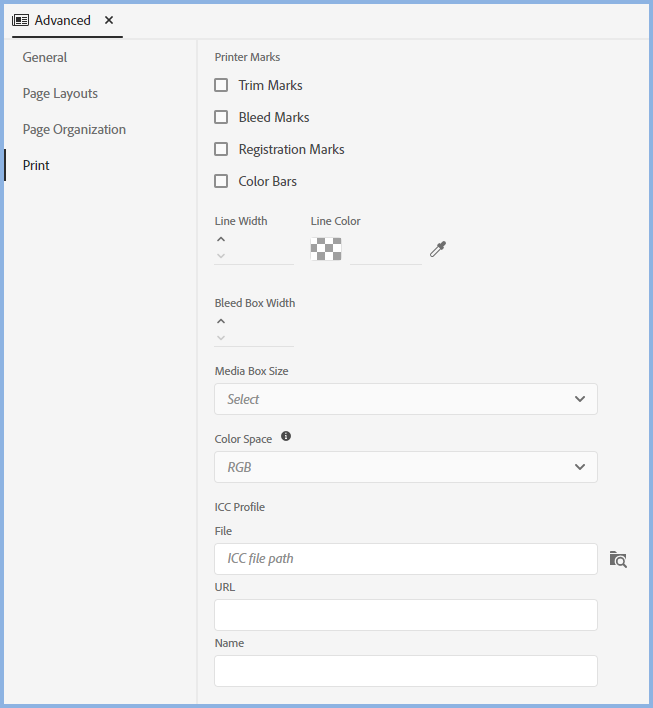 Advanced
General
Page Layouts
Page Organization
Print
Printer Marks
Trim Marks
Bleed Marks
Registration Marks
Color Bars
Line Width Line Color
Bleed Box Width
Media Box Size
Select
Color Space
RGB
ICC Profile
File
ICC file path
URL
Name